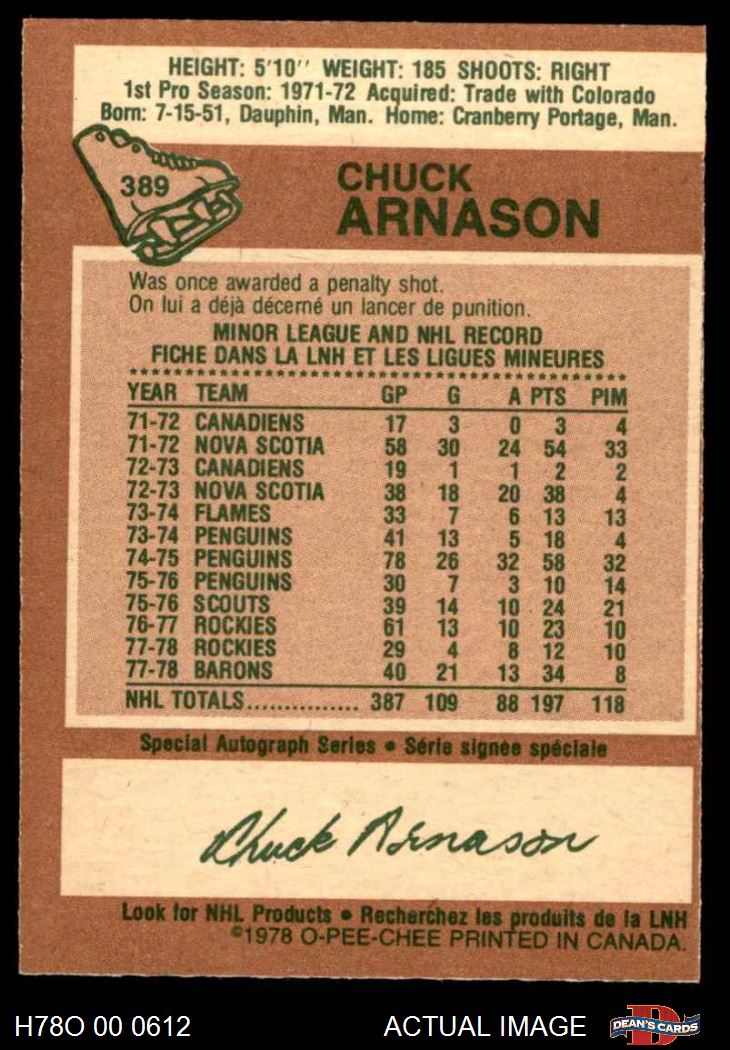 HEIGHT: 5'10'' WEIGHT: 185 SHOOTS: RIGHT
1st Pro Season: 1971-72 Acquired: Trade with Colorado
Born: 7-15-51, Dauphin, Man. Home: Cranberry Portage, Man.
389
CHUCK
ARNASON
Was once awarded a penalty shot.
On lui a déjà décerné un lancer de punition.
MINOR LEAGUE AND NHL RECORD
FICHE DANS LA LNH ET LES LIGUES MINEURES
YEAR TEAM GP G A PTS PIM
71-72 CANADIENS 17 3 0 3 4
71-72 NOVA SCOTIA 58 30 24 54 33
72-73 CANADIENS 19 1 1 2 2
72-73 NOVA SCOTIA 38 18 20 38 4
73-74 FLAMES 33 7 6 13 13
73-74 PENGUINS 41 13 5 18 4
74-75 PENGUINS 78 26 32 58 32
75-76 PENGUINS 30 7 3 10 14
75-76 SCOUTS 39 14 10 24 21
76-77 ROCKIES 61 13 10 23 10
77-78 ROCKIES 29 4 8 12 10
77-78 BARONS 40 21 13 34 8
NHL TOTALS............... 387 109 88 197 118
Special Autograph Series • Série signée spéciale
Chuck Arnason
Look for NHL Products • Recherchez les produits de la LNH
©1978 O-PEE-CHEE PRINTED IN CANADA.
H78O 00 0612 ACTUAL IMAGE D DEAN'S CARDS